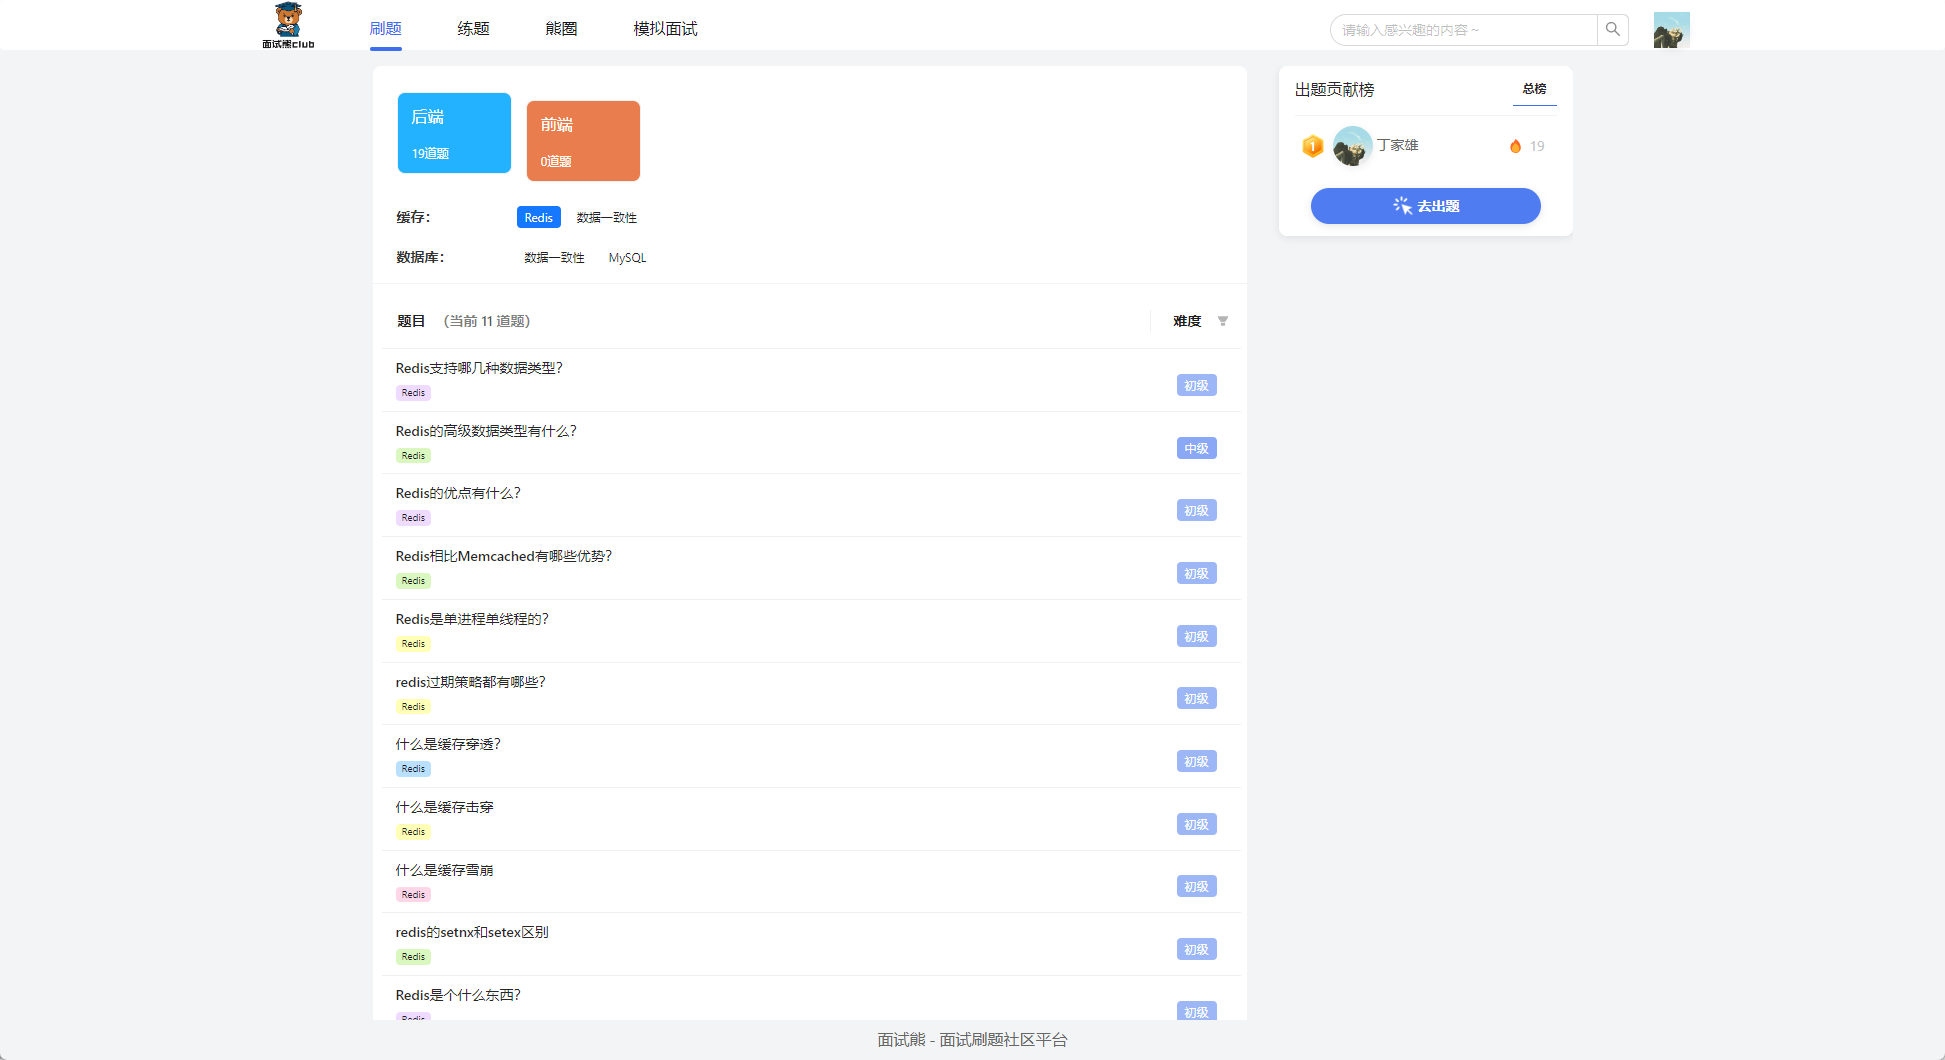 面试熊club
刷题 练题 熊圈 模拟面试
请输入感兴趣的内容 ~
后端
19道题
前端
0道题
缓存：
Redis 数据一致性
数据库：
数据一致性 MySQL
题目 (当前 11 道题)
难度
Redis支持哪几种数据类型？
Redis
初级
Redis的高级数据类型有什么？
Redis
中级
Redis的优点有什么？
Redis
初级
Redis相比Memcached有哪些优势？
Redis
初级
Redis是单进程单线程的？
Redis
初级
redis过期策略都有哪些？
Redis
初级
什么是缓存穿透？
Redis
初级
什么是缓存击穿
Redis
初级
什么是缓存雪崩
Redis
初级
redis的setnx和setex区别
Redis
初级
Redis是个什么东西？
Redis
初级
出题贡献榜
总榜
1 丁家雄 19
去出题
面试熊 - 面试刷题社区平台